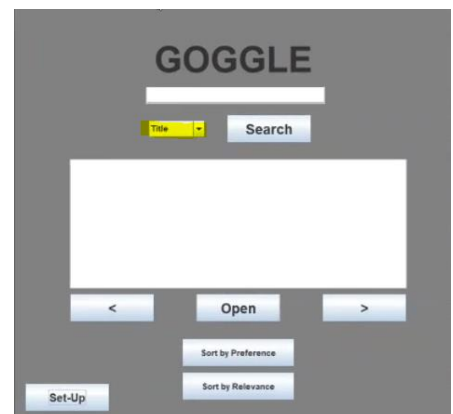 GOGGLE
Title
Search
<
Open
>
Sort by Preference
Sort by Relevance
Set-Up